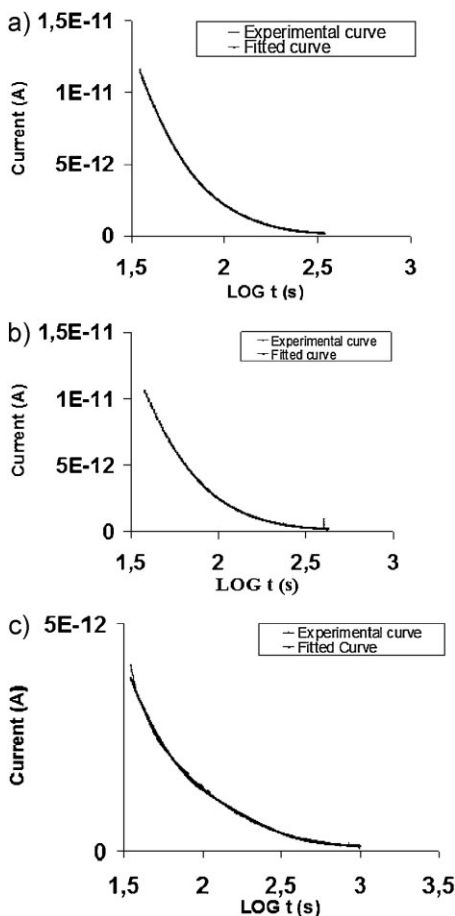 a)
1,5E-11
Experimental curve
Fitted curve
1E-11
Current (A)
5E-12
0
1,5 2 2,5 3
LOG t (s)
b)
1,5E-11
Experimental curve
Fitted curve
1E-11
Current (A)
5E-12
0
1,5 2 2,5 3
LOG t (s)
c)
5E-12
Experimental curve
Fitted Curve
Current (A)
0
1,5 2 2,5 3 3,5
LOG t (s)